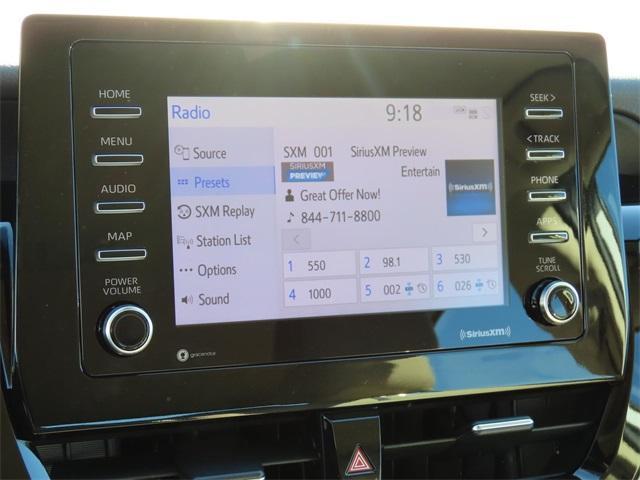 HOME
MENU
AUDIO
MAP
POWER
VOLUME
Radio
9:18
Source
Presets
SXM Replay
Station List
Options
Sound
SXM 001 SiriusXM Preview
SIRIUSXM
PREVIEW
Entertain
Great Offer Now!
844-711-8800
SiriusXM
1 550
2 98.1
3 530
4 1000
5 002
6 026
SEEK >
< TRACK
PHONE
APPS
TUNE
SCROLL
gracenote
SiriusXM